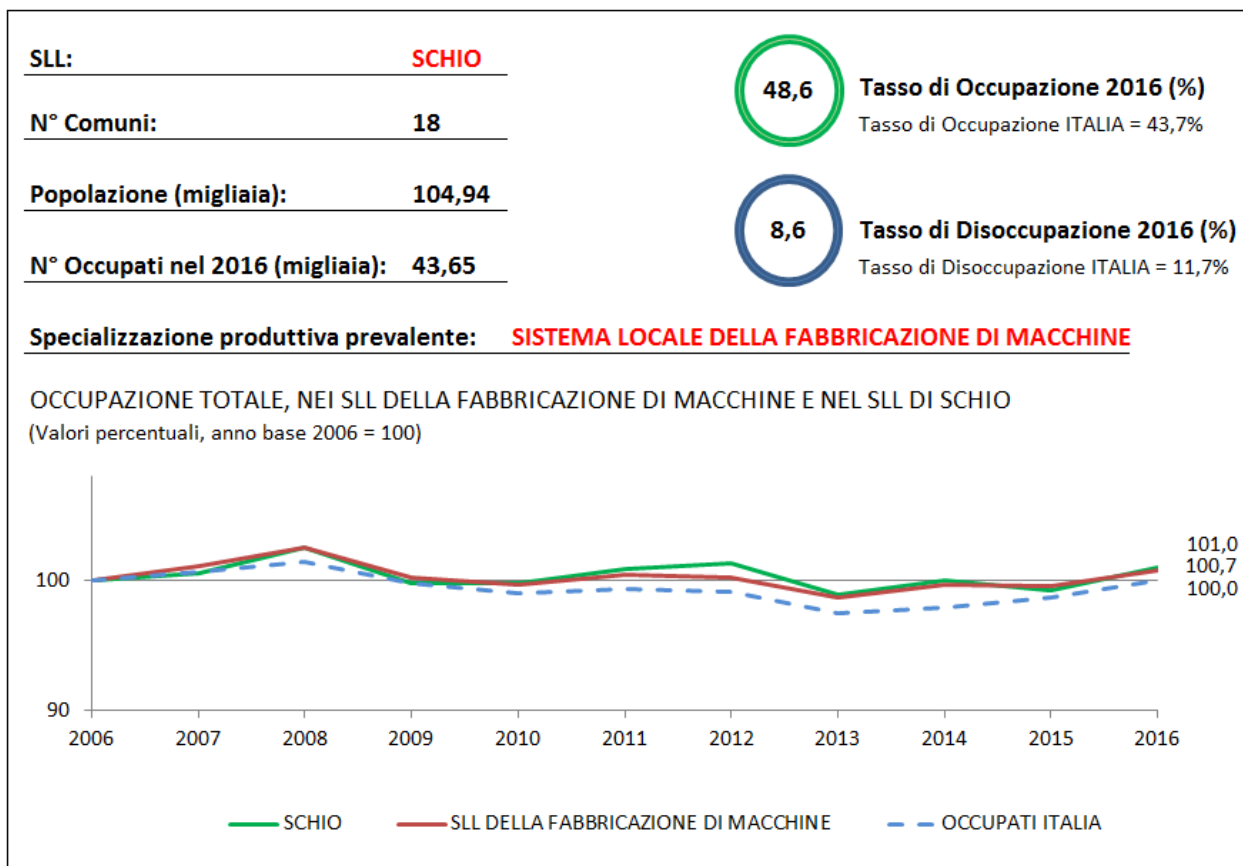 SLL: SCHIO
N° Comuni: 18
Popolazione (migliaia): 104,94
N° Occupati nel 2016 (migliaia): 43,65
48,6 Tasso di Occupazione 2016 (%)
Tasso di Occupazione ITALIA = 43,7%
8,6 Tasso di Disoccupazione 2016 (%)
Tasso di Disoccupazione ITALIA = 11,7%
Specializzazione produttiva prevalente: SISTEMA LOCALE DELLA FABBRICAZIONE DI MACCHINE
OCCUPAZIONE TOTALE, NEI SLL DELLA FABBRICAZIONE DI MACCHINE E NEL SLL DI SCHIO
(Valori percentuali, anno base 2006 = 100)
101,0
100,7
100,0
100
90
2006 2007 2008 2009 2010 2011 2012 2013 2014 2015 2016
SCHIO SLL DELLA FABBRICAZIONE DI MACCHINE OCCUPATI ITALIA